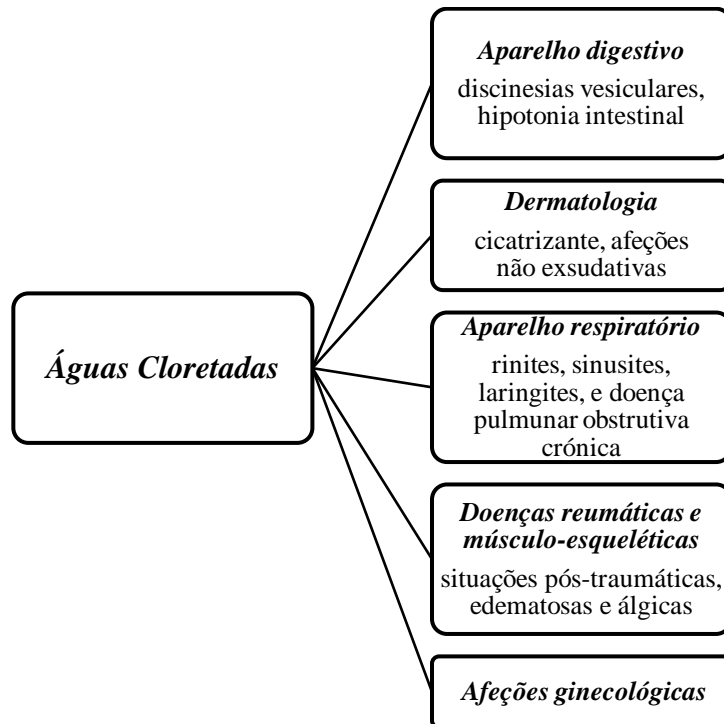 Aparelho digestivo
discinesias vesiculares,
hipotonia intestinal
Dermatologia
cicatrizante, afeções
não exsudativas
Águas Cloretadas
Aparelho respiratório
rinites, sinusites,
laringites, e doença
pulmunar obstrutiva
crónica
Doenças reumáticas e
músculo-esqueléticas
situações pós-traumáticas,
edematosas e álgicas
Afeções ginecológicas